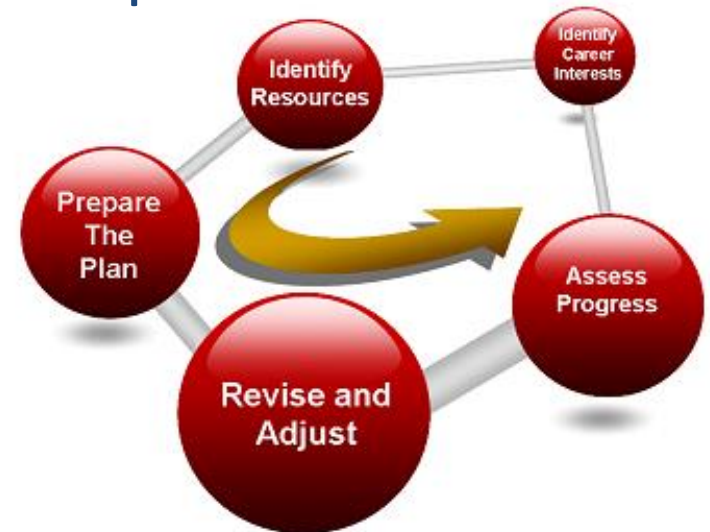 Identify
Career
Interests
Identify
Resources
Prepare
The
Plan
Revise and
Adjust
Assess
Progress